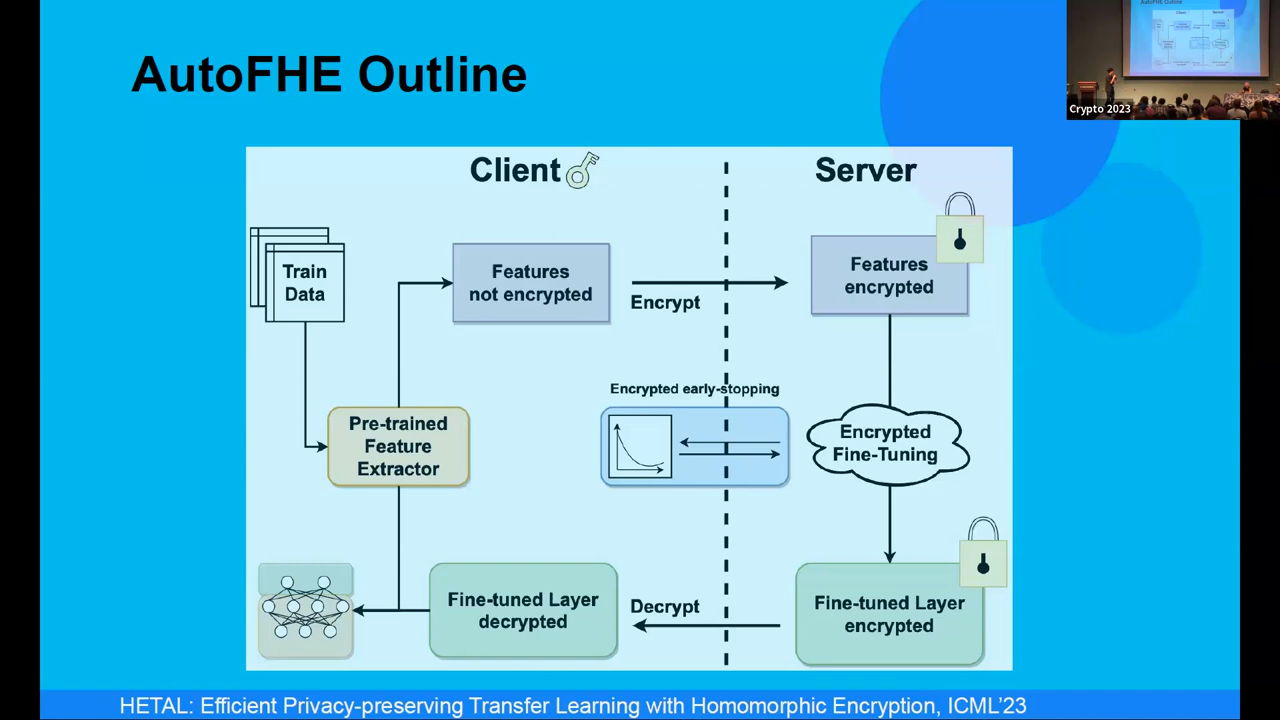 AutoFHE Outline
Crypto 2023
Client
Server
Train
Data
Features
not encrypted
Encrypt
Features
encrypted
Encrypted early-stopping
Pre-trained
Feature
Extractor
Encrypted
Fine-Tuning
Fine-tuned Layer
decrypted
Decrypt
Fine-tuned Layer
encrypted
HETAL: Efficient Privacy-preserving Transfer Learning with Homomorphic Encryption, ICML'23